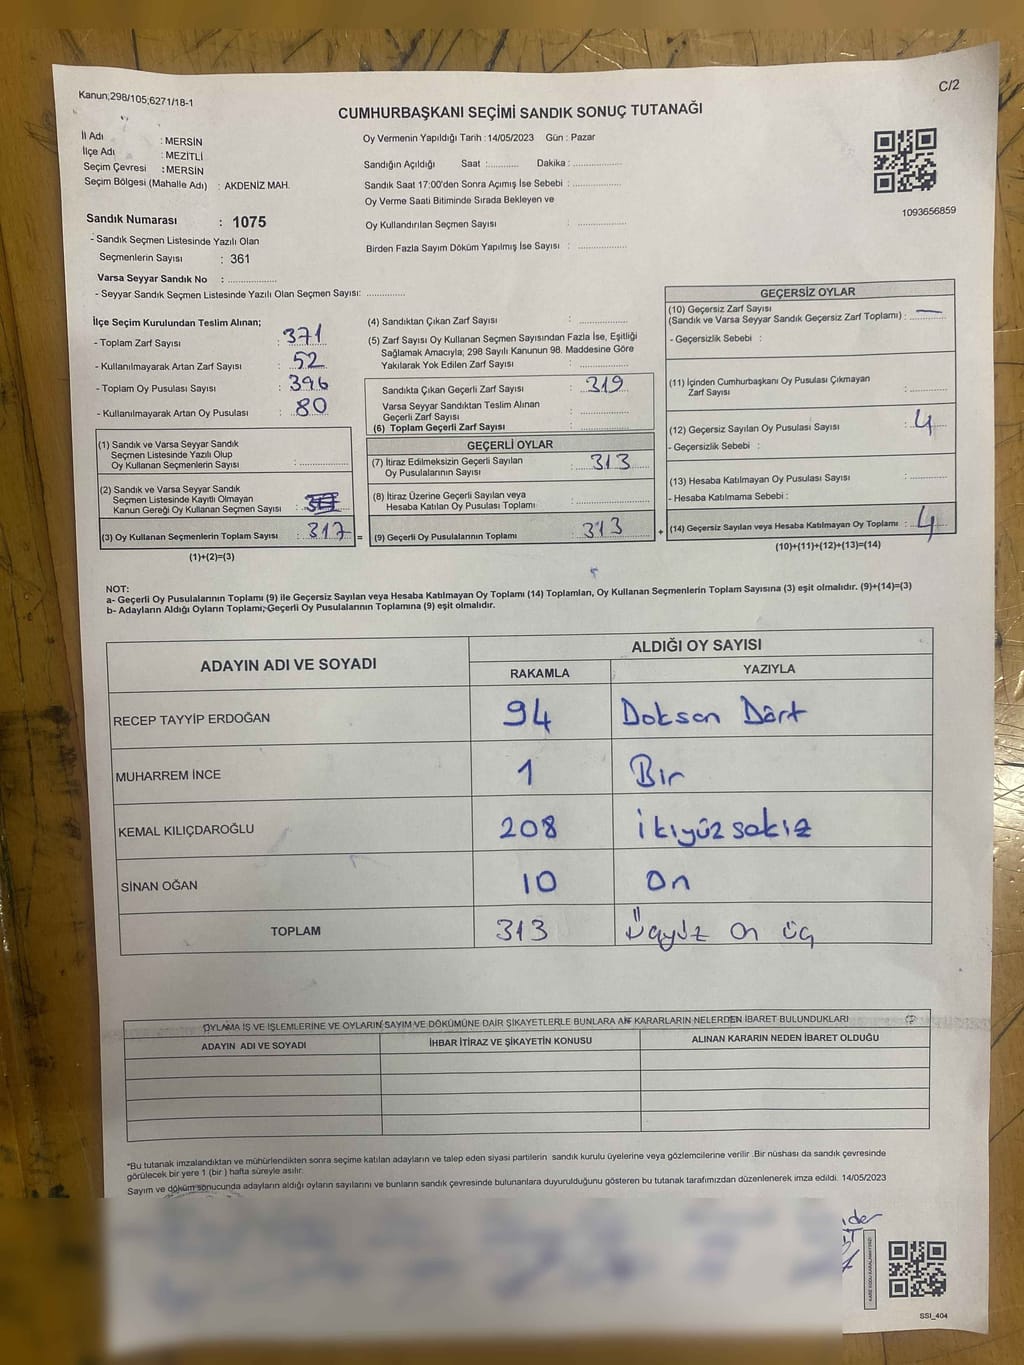 Kanun;298/105;6271/18-1
C/2
CUMHURBAŞKANI SEÇİMİ SANDIK SONUÇ TUTANAĞI
İl Adı : MERSİN
İlçe Adı : MEZİTLİ
Seçim Çevresi : MERSİN
Seçim Bölgesi (Mahalle Adı) : AKDENİZ MAH.
Sandık Numarası : 1075
- Sandık Seçmen Listesinde Yazılı Olan
Seçmenlerin Sayısı : 361
Varsa Seyyar Sandık No : ................
- Seyyar Sandık Seçmen Listesinde Yazılı Olan Seçmen Sayısı: .............
Oy Vermenin Yapıldığı Tarih : 14/05/2023 Gün : Pazar
Sandığın Açıldığı Saat :........... Dakika : ................
Sandık Saat 17:00'den Sonra Açımış İse Sebebi : ................
Oy Verme Saati Bitiminde Sırada Bekleyen ve
Oy Kullandırılan Seçmen Sayısı : ................
Birden Fazla Sayım Döküm Yapılmış İse Sayısı : ................
1093656859
İlçe Seçim Kurulundan Teslim Alınan;
- Toplam Zarf Sayısı : 371
- Kullanılmayarak Artan Zarf Sayısı : 52
- Toplam Oy Pusulası Sayısı : 396
- Kullanılmayarak Artan Oy Pusulası : 80
(1) Sandık ve Varsa Seyyar Sandık
Seçmen Listesinde Yazılı Olup
Oy Kullanan Seçmenlerin Sayısı : ................
(2) Sandık ve Varsa Seyyar Sandık
Seçmen Listesinde Kayıtlı Olmayan
Kanun Gereği Oy Kullanan Seçmen Sayısı :
(3) Oy Kullanan Seçmenlerin Toplam Sayısı : 317 =
(1)+(2)=(3)
(4) Sandıktan Çıkan Zarf Sayısı : ................
(5) Zarf Sayısı Oy Kullanan Seçmen Sayısından Fazla İse, Eşitliği
Sağlamak Amacıyla; 298 Sayılı Kanunun 98. Maddesine Göre
Yakılarak Yok Edilen Zarf Sayısı : ................
Sandıkta Çıkan Geçerli Zarf Sayısı : 319
Varsa Seyyar Sandıktan Teslim Alınan
Geçerli Zarf Sayısı : ................
(6) Toplam Geçerli Zarf Sayısı : ................
GEÇERLİ OYLAR
(7) İtiraz Edilmeksizin Geçerli Sayılan
Oy Pusulalarının Sayısı : 313
(8) İtiraz Üzerine Geçerli Sayılan veya
Hesaba Katılan Oy Pusulası Toplamı : ................
(9) Geçerli Oy Pusulalarının Toplamı : 313 +
GEÇERSİZ OYLAR
(10) Geçersiz Zarf Sayısı
(Sandık ve Varsa Seyyar Sandık Geçersiz Zarf Toplamı) : —
- Geçersizlik Sebebi :
(11) İçinden Cumhurbaşkanı Oy Pusulası Çıkmayan
Zarf Sayısı : ............
(12) Geçersiz Sayılan Oy Pusulası Sayısı : 4
- Geçersizlik Sebebi :
(13) Hesaba Katılmayan Oy Pusulası Sayısı : ............
- Hesaba Katılmama Sebebi :
(14) Geçersiz Sayılan veya Hesaba Katılmayan Oy Toplamı : 4
(10)+(11)+(12)+(13)=(14)
NOT:
a- Geçerli Oy Pusulalarının Toplamı (9) ile Geçersiz Sayılan veya Hesaba Katılmayan Oy Toplamı (14) Toplamları, Oy Kullanan Seçmenlerin Toplam Sayısına (3) eşit olmalıdır. (9)+(14)=(3)
b- Adayların Aldığı Oyların Toplamı; Geçerli Oy Pusulalarının Toplamına (9) eşit olmalıdır.
ADAYIN ADI VE SOYADI
ALDIĞI OY SAYISI
RAKAMLA YAZIYLA
RECEP TAYYİP ERDOĞAN 94 Doksan Dört
MUHARREM İNCE 1 Bir
KEMAL KILIÇDAROĞLU 208 ikiyüz sekiz
SİNAN OĞAN 10 On
TOPLAM 313 Üçyüz on üç
OYLAMA İŞ VE İŞLEMLERİNE VE OYLARIN SAYIM VE DÖKÜMÜNE DAİR ŞİKAYETLERLE BUNLARA AİT KARARLARIN NELERDEN İBARET BULUNDUKLARI
ADAYIN ADI VE SOYADI İHBAR İTİRAZ VE ŞİKAYETİN KONUSU ALINAN KARARIN NEDEN İBARET OLDUĞU
*Bu tutanak imzalandıktan ve mühürlendikten sonra seçime katılan adayların ve talep eden siyasi partilerin sandık kurulu üyelerine veya gözlemcilerine verilir .Bir nüshası da sandık çevresinde
görülecek bir yere 1 (bir ) hafta süreyle asılır.
Sayım ve döküm sonucunda adayların aldığı oyların sayılarını ve bunların sandık çevresinde bulunanlara duyurulduğunu gösteren bu tutanak tarafımızdan düzenlenerek imza edildi. 14/05/2023
SSI_404